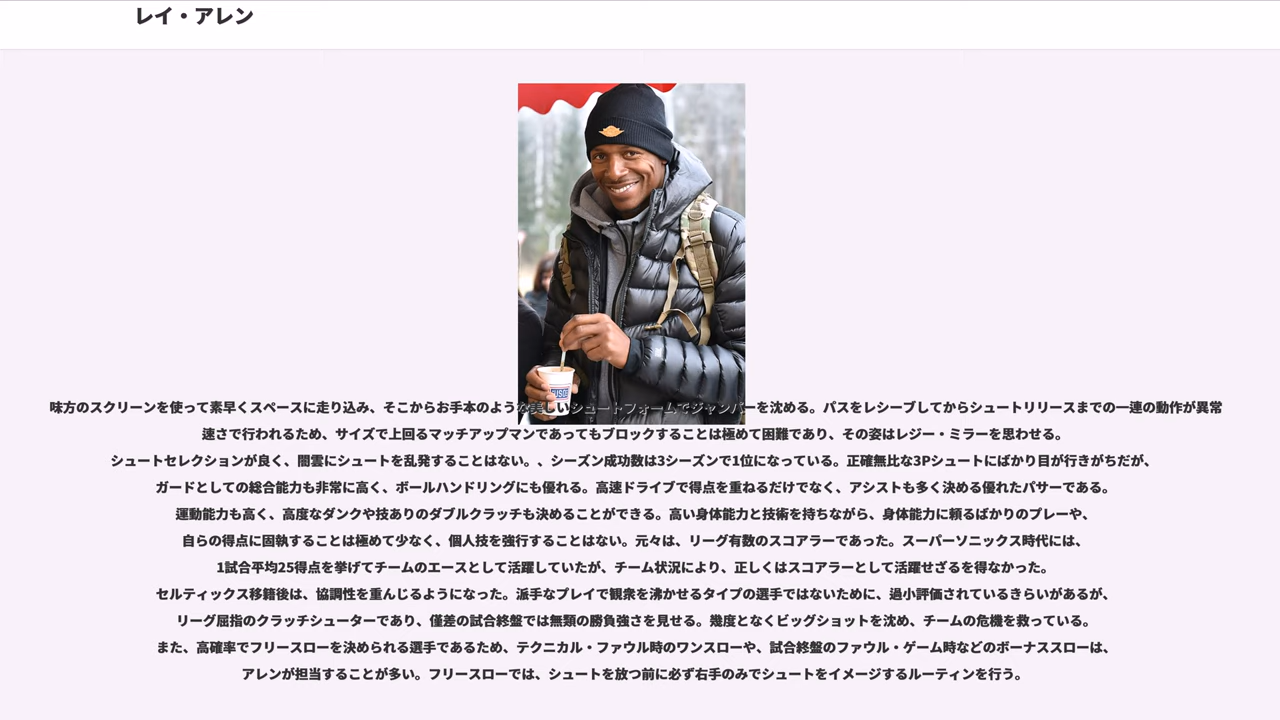 レイ・アレン
味方のスクリーンを使って素早くスペースに走り込み、そこからお手本のような美しいシュートフォームでジャンパーを沈める。パスをレシーブしてからシュートリリースまでの一連の動作が異常
速さで行われるため、サイズで上回るマッチアップマンであってもブロックすることは極めて困難であり、その姿はレジー・ミラーを思わせる。
シュートセレクションが良く、闇雲にシュートを乱発することはない。、シーズン成功数は3シーズンで1位になっている。正確無比な3Pシュートにばかり目が行きがちだが、
ガードとしての総合能力も非常に高く、ボールハンドリングにも優れる。高速ドライブで得点を重ねるだけでなく、アシストも多く決める優れたパサーである。
運動能力も高く、高度なダンクや技ありのダブルクラッチも決めることができる。高い身体能力と技術を持ちながら、身体能力に頼るばかりのプレーや、
自らの得点に固執することは極めて少なく、個人技を強行することはない。元々は、リーグ有数のスコアラーであった。スーパーソニックス時代には、
1試合平均25得点を挙げてチームのエースとして活躍していたが、チーム状況により、正しくはスコアラーとして活躍せざるを得なかった。
セルティックス移籍後は、協調性を重んじるようになった。派手なプレイで観衆を沸かせるタイプの選手ではないために、過小評価されているきらいがあるが、
リーグ屈指のクラッチシューターであり、僅差の試合終盤では無類の勝負強さを見せる。幾度となくビッグショットを沈め、チームの危機を救っている。
また、高確率でフリースローを決められる選手であるため、テクニカル・ファウル時のワンスローや、試合終盤のファウル・ゲーム時などのボーナススローは、
アレンが担当することが多い。フリースローでは、シュートを放つ前に必ず右手のみでシュートをイメージするルーティンを行う。